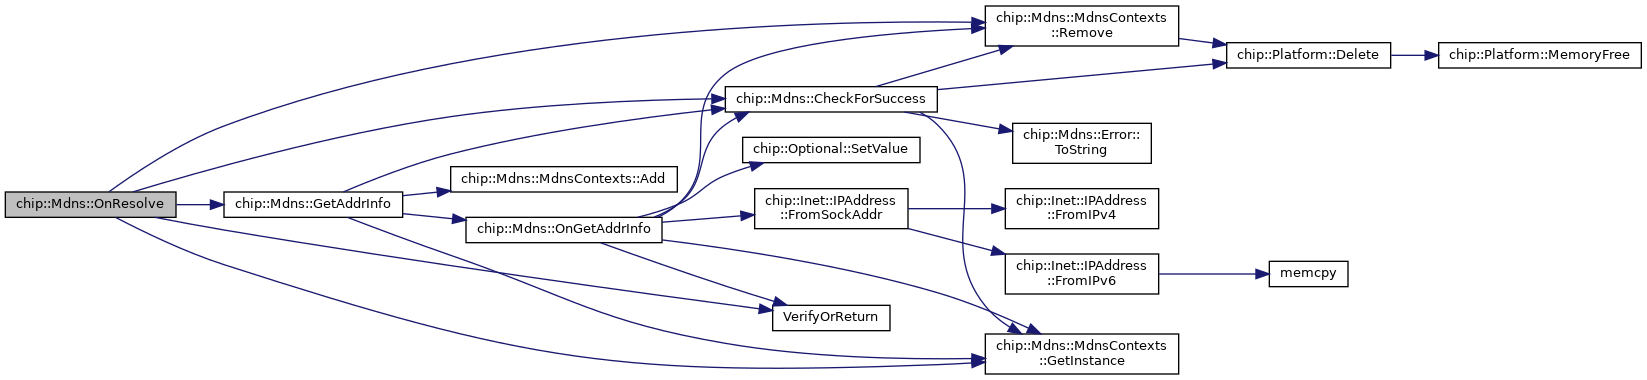 chip::Mdns::OnResolve
chip::Mdns::GetAddrInfo
chip::Mdns::MdnsContexts::Add
chip::Mdns::OnGetAddrInfo
chip::Mdns::CheckForSuccess
chip::Optional::SetValue
chip::Inet::IPAddress
::FromSockAddr
VerifyOrReturn
chip::Mdns::MdnsContexts
::Remove
chip::Mdns::Error::
ToString
chip::Inet::IPAddress
::FromIPv4
chip::Inet::IPAddress
::FromIPv6
chip::Mdns::MdnsContexts
::GetInstance
chip::Platform::Delete
memcpy
chip::Platform::MemoryFree